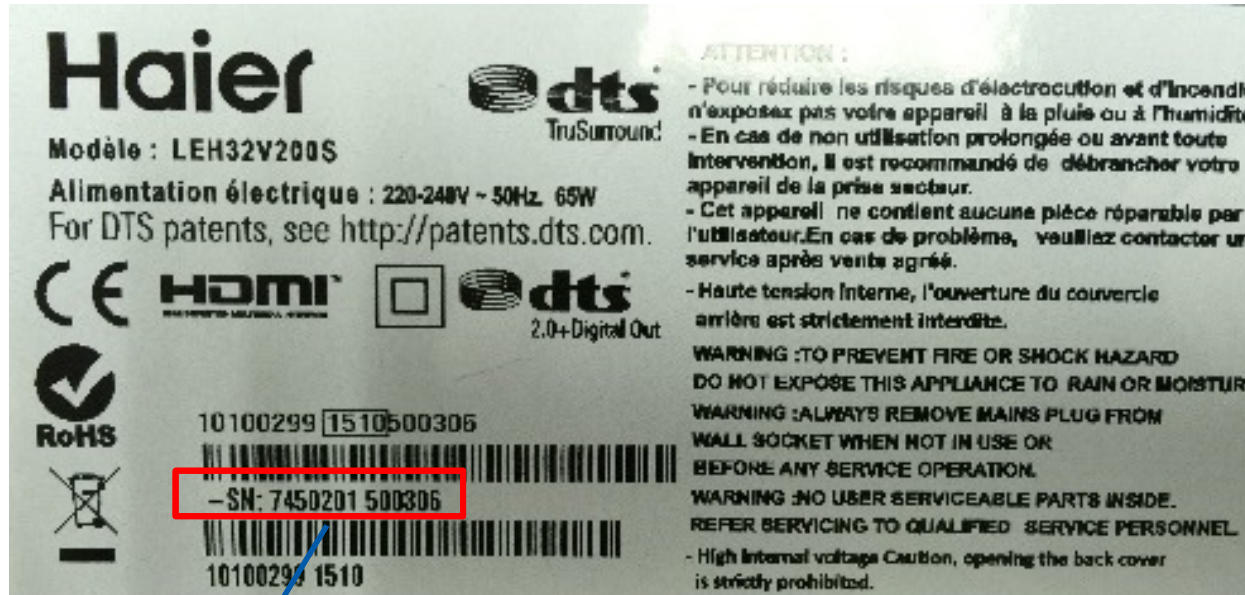 Haier
dts
TruSurround
Modèle : LEH32V200S
Alimentation électrique : 220-240V ~ 50Hz. 65W
For DTS patents, see http://patents.dts.com.
CE HDMI dts
2.0+Digital Out
RoHS
10100299 1510500306
–SN: 7450201 500306
10100299 1510
ATTENTION :
- Pour réduire les risques d'électrocution et d'Incendi
n'exposez pas votre appareil à la pluie ou à l'humidité
- En cas de non utilisation prolongée ou avant toute
Intervention, il est recommandé de débrancher votre
appareil de la prise secteur.
- Cet appareil ne contient aucune pièce réparable par
l'utilisateur.En cas de problème, veuillez contacter un
service après vente agréé.
- Haute tension Interne, l'ouverture du couvercle
arrière est strictement interdite.
WARNING :TO PREVENT FIRE OR SHOCK HAZARD
DO NOT EXPOSE THIS APPLIANCE TO RAIN OR MOISTUR
WARNING :ALWAYS REMOVE MAINS PLUG FROM
WALL SOCKET WHEN NOT IN USE OR
BEFORE ANY SERVICE OPERATION.
WARNING :NO USER SERVICEABLE PARTS INSIDE.
REFER SERVICING TO QUALIFIED SERVICE PERSONNEL
- High Internal voltage Caution, opening the back cover
is strictly prohibited.